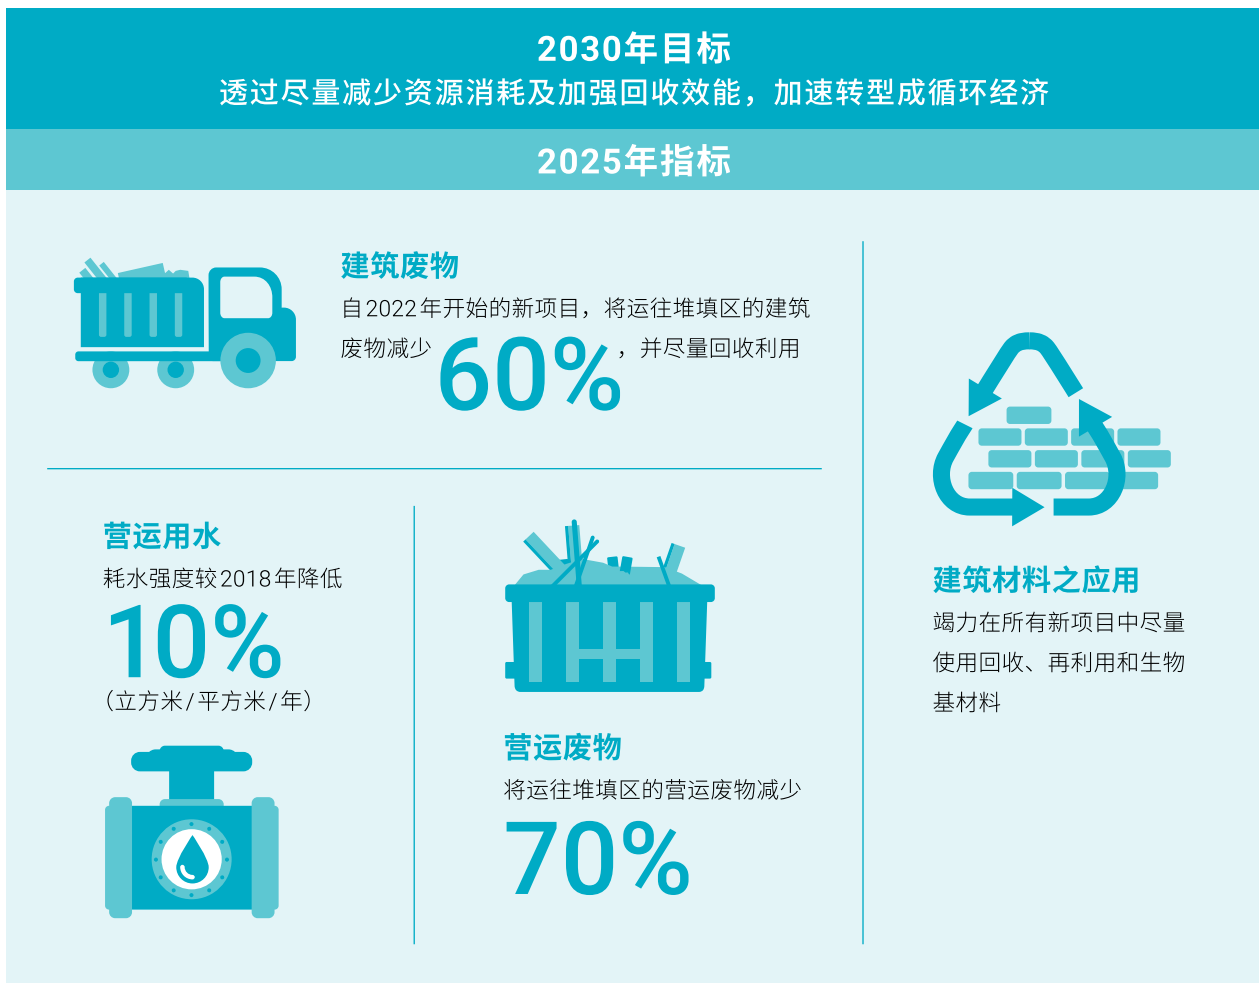 2030年目标
透过尽量减少资源消耗及加强回收效能，加速转型成循环经济
2025年指标
建筑废物
自2022年开始的新项目，将运往堆填区的建筑
废物减少 60% ，并尽量回收利用
营运用水
耗水强度较2018年降低
10%
（立方米/平方米/年）
营运废物
将运往堆填区的营运废物减少
70%
建筑材料之应用
竭力在所有新项目中尽量
使用回收、再利用和生物
基材料